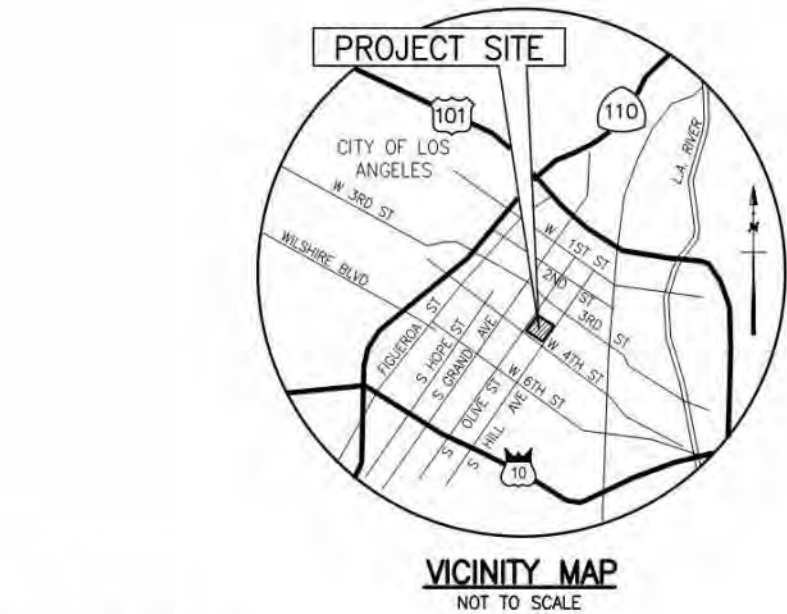 PROJECT SITE
101
110
CITY OF LOS
ANGELES
L.A. RIVER
W 3RD ST
WILSHIRE BLVD
W 1ST ST
2ND ST
3RD ST
FIGUEROA ST
S HOPE ST
S GRAND AVE
W 4TH ST
W 6TH ST
S OLIVE ST
S HILL AVE
10
VICINITY MAP
NOT TO SCALE